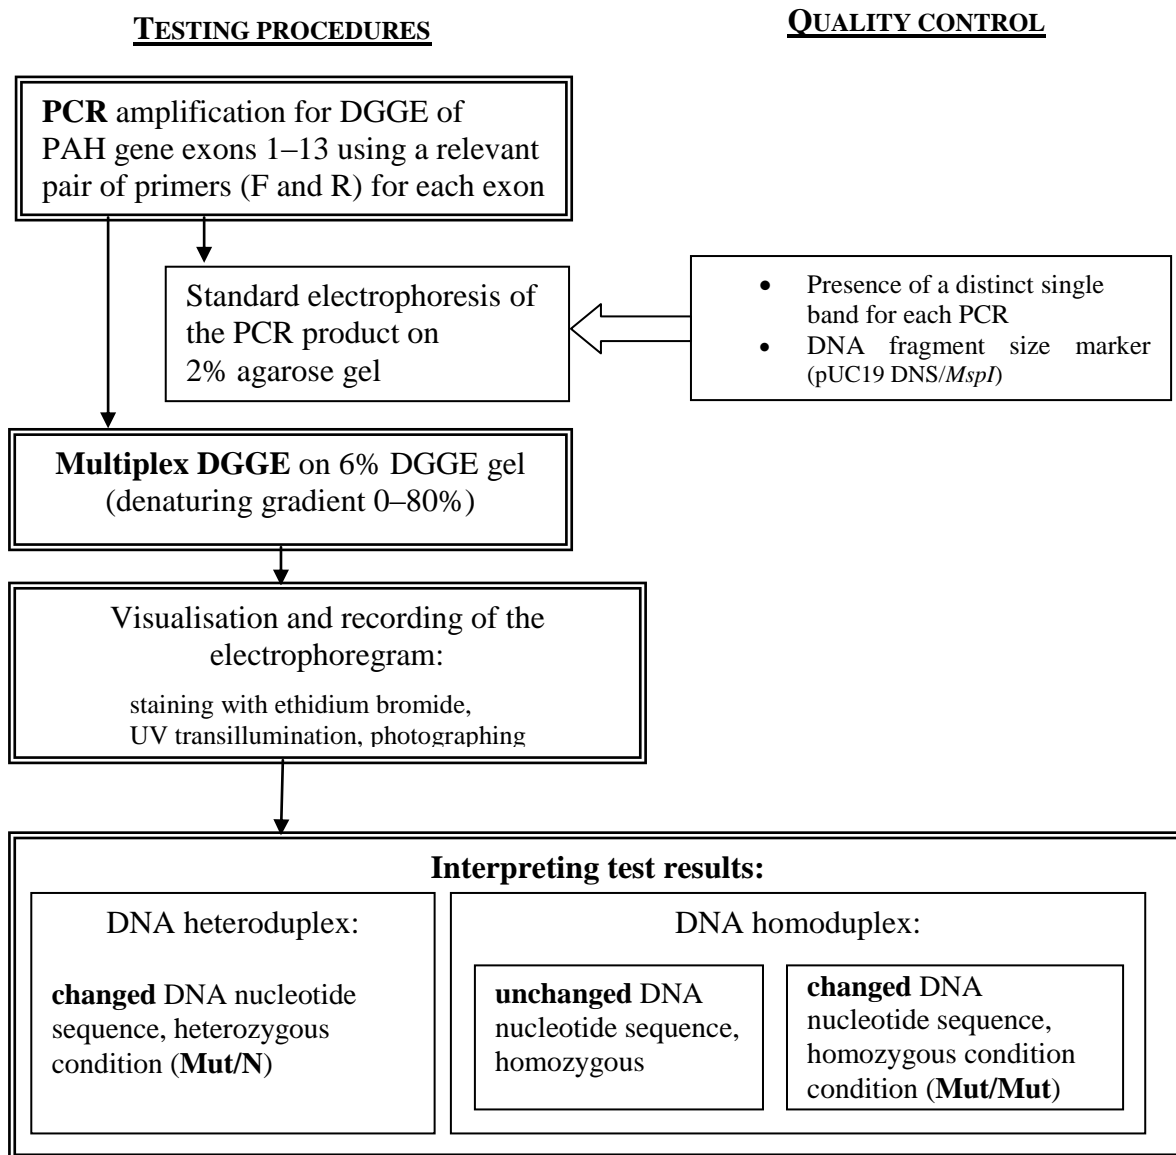 TESTING PROCEDURES
QUALITY CONTROL
PCR amplification for DGGE of
PAH gene exons 1–13 using a relevant
pair of primers (F and R) for each exon
Standard electrophoresis of
the PCR product on
2% agarose gel
• Presence of a distinct single
band for each PCR
• DNA fragment size marker
(pUC19 DNS/MspI)
Multiplex DGGE on 6% DGGE gel
(denaturing gradient 0–80%)
Visualisation and recording of the
electrophoregram:
staining with ethidium bromide,
UV transillumination, photographing
Interpreting test results:
DNA heteroduplex:
changed DNA nucleotide
sequence, heterozygous
condition (Mut/N)
DNA homoduplex:
unchanged DNA
nucleotide sequence,
homozygous
changed DNA
nucleotide sequence,
homozygous condition
condition (Mut/Mut)